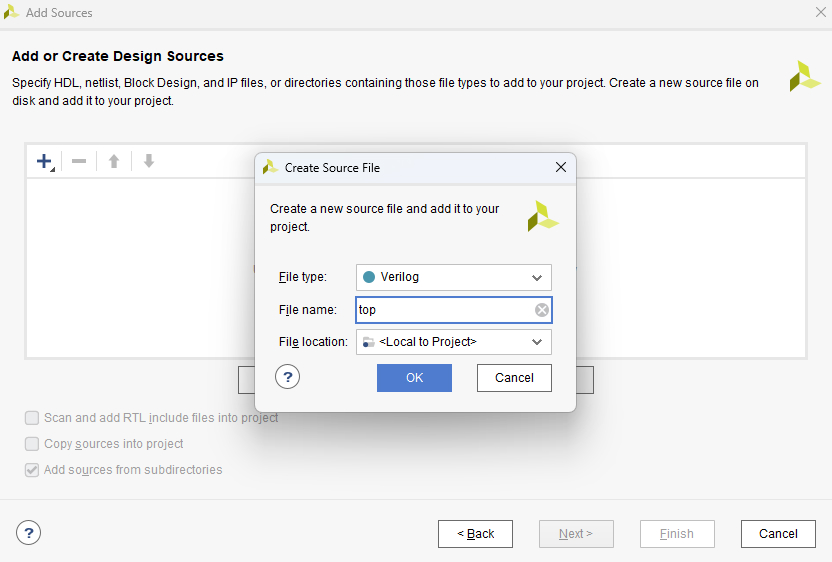 Add Sources
Add or Create Design Sources
Specify HDL, netlist, Block Design, and IP files, or directories containing those file types to add to your project. Create a new source file on
disk and add it to your project.
Create Source File
Create a new source file and add it to your
project.
File type:
Verilog
File name:
top
File location:
<Local to Project>
?
OK
Cancel
Scan and add RTL include files into project
Copy sources into project
Add sources from subdirectories
?
< Back
Next >
Finish
Cancel